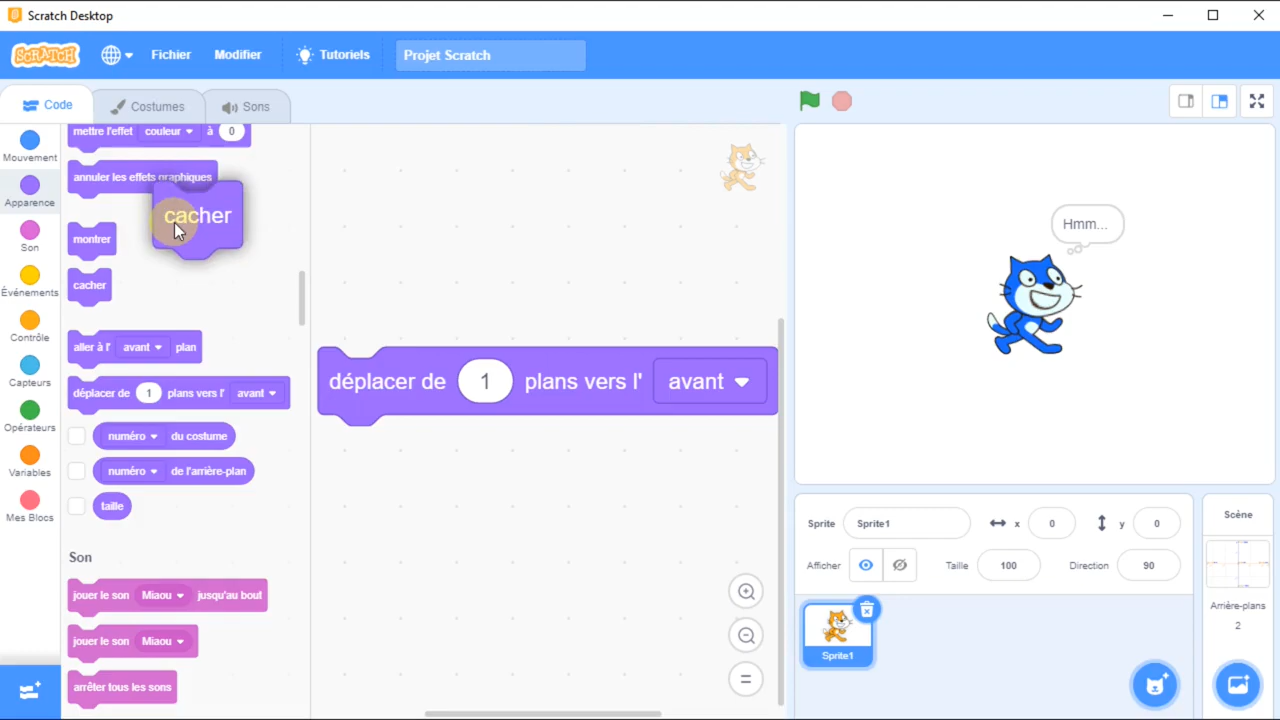 Scratch Desktop
SCRATCH
Fichier
Modifier
Tutoriels
Projet Scratch
Code
Costumes
Sons
Mouvement
Apparence
Son
Événements
Contrôle
Capteurs
Opérateurs
Variables
Mes Blocs
mettre l'effet couleur à 0
annuler les effets graphiques
cacher
montrer
cacher
aller à l' avant plan
déplacer de 1 plans vers l' avant
numéro du costume
numéro de l'arrière-plan
taille
Son
jouer le son Miaou jusqu'au bout
jouer le son Miaou
arrêter tous les sons
déplacer de 1 plans vers l' avant
Hmm...
Sprite Sprite1 x 0 y 0
Afficher Taille 100 Direction 90
Sprite1
Scène
Arrière-plans
2